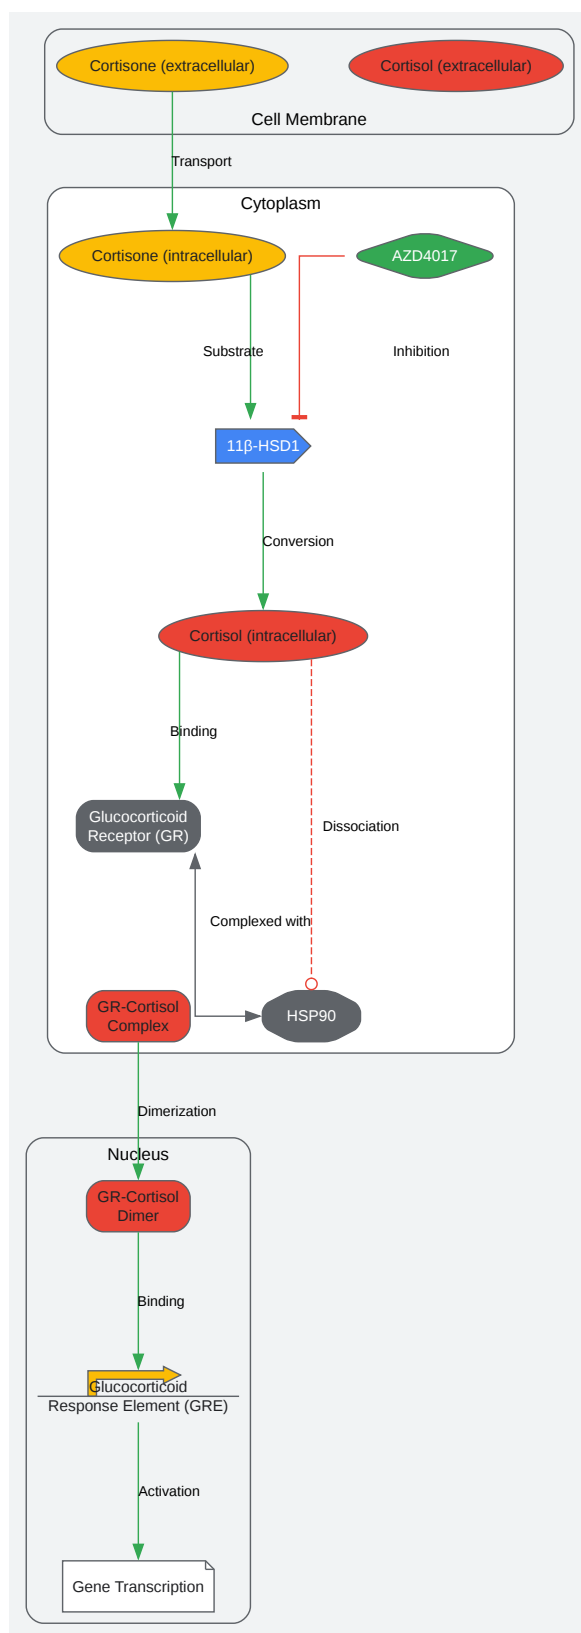 Cortisone (extracellular)
Cortisol (extracellular)
Cell Membrane
Transport
Cytoplasm
Cortisone (intracellular)
AZD4017
Substrate
Inhibition
11β-HSD1
Conversion
Cortisol (intracellular)
Binding
Glucocorticoid
Receptor (GR)
Dissociation
Complexed with
GR-Cortisol
Complex
HSP90
Dimerization
Nucleus
GR-Cortisol
Dimer
Binding
Glucocorticoid
Response Element (GRE)
Activation
Gene Transcription